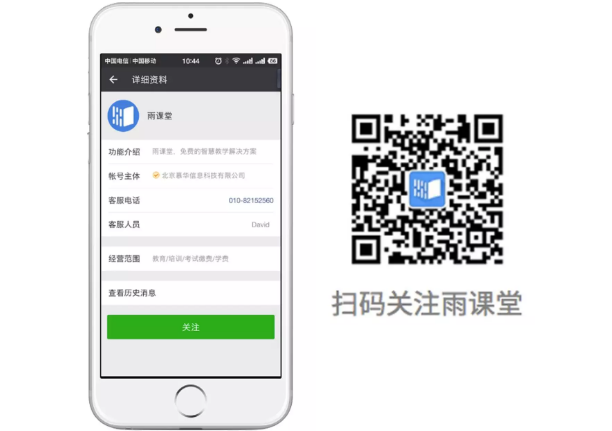 中国电信 中国移动 10:44 68
详细资料
雨课堂
功能介绍 雨课堂，免费的智慧教学解决方案
帐号主体 北京慕华信息科技有限公司
客服电话 010-82152560
客服人员 David
经营范围 教育/培训/考试缴费/学费
查看历史消息
关注
扫码关注雨课堂